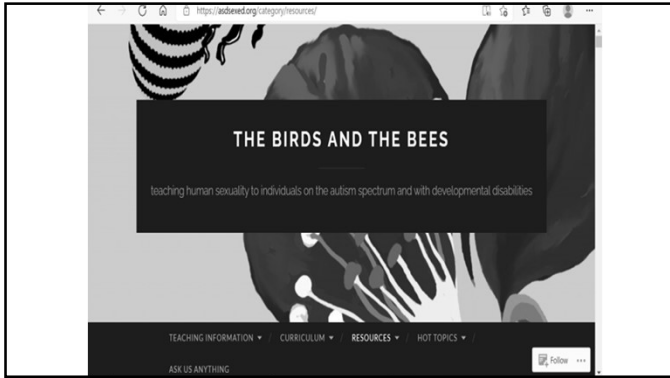 https://asdsexed.org/category/resources/
THE BIRDS AND THE BEES
teaching human sexuality to individuals on the autism spectrum and with developmental disabilities
TEACHING INFORMATION ▾ / CURRICULUM ▾ / RESOURCES ▾ / HOT TOPICS ▾ /
ASK US ANYTHING
Follow